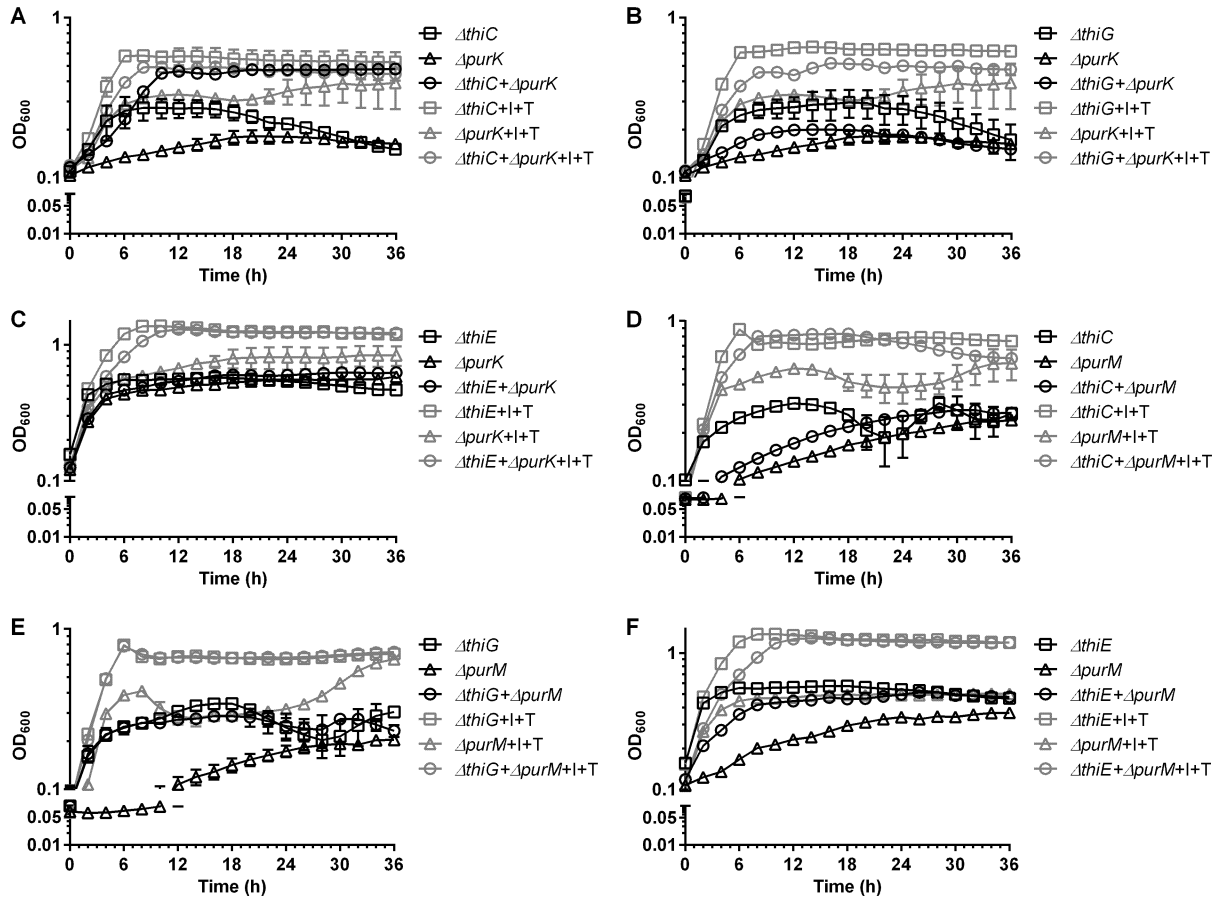 A
1
0.1
0.05
0.01
OD600
0 6 12 18 24 30 36
Time (h)
ΔthiC
ΔpurK
ΔthiC+ΔpurK
ΔthiC+I+T
ΔpurK+I+T
ΔthiC+ΔpurK+I+T
B
1
0.1
0.05
0.01
OD600
0 6 12 18 24 30 36
Time (h)
ΔthiG
ΔpurK
ΔthiG+ΔpurK
ΔthiG+I+T
ΔpurK+I+T
ΔthiG+ΔpurK+I+T
C
1
0.1
0.05
0.01
OD600
0 6 12 18 24 30 36
Time (h)
ΔthiE
ΔpurK
ΔthiE+ΔpurK
ΔthiE+I+T
ΔpurK+I+T
ΔthiE+ΔpurK+I+T
D
1
0.1
0.05
0.01
OD600
0 6 12 18 24 30 36
Time (h)
ΔthiC
ΔpurM
ΔthiC+ΔpurM
ΔthiC+I+T
ΔpurM+I+T
ΔthiC+ΔpurM+I+T
E
1
0.1
0.05
0.01
OD600
0 6 12 18 24 30 36
Time (h)
ΔthiG
ΔpurM
ΔthiG+ΔpurM
ΔthiG+I+T
ΔpurM+I+T
ΔthiG+ΔpurM+I+T
F
1
0.1
0.05
0.01
OD600
0 6 12 18 24 30 36
Time (h)
ΔthiE
ΔpurM
ΔthiE+ΔpurM
ΔthiE+I+T
ΔpurM+I+T
ΔthiE+ΔpurM+I+T